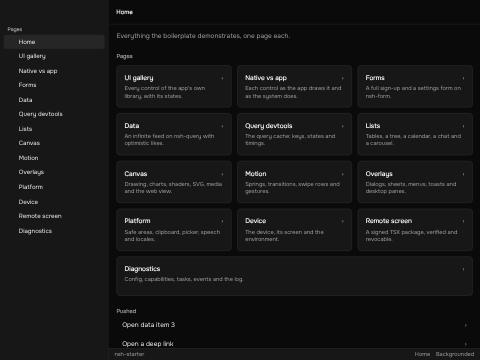 Pages
Home
UI gallery
Native vs app
Forms
Data
Query devtools
Lists
Canvas
Motion
Overlays
Platform
Device
Remote screen
Diagnostics
Home
Everything the boilerplate demonstrates, one page each.
Pages
UI gallery
Every control of the app's own
library, with its states.
Native vs app
Each control as the app draws it and
as the system does.
Forms
A full sign-up and a settings form on
nsh-form.
Data
An infinite feed on nsh-query with
optimistic likes.
Query devtools
The query cache; keys, states and
timings.
Lists
Tables, a tree, a calendar, a chat and
a carousel.
Canvas
Drawing, charts, shaders, SVG, media
and the web view.
Motion
Springs, transitions, swipe rows and
gestures.
Overlays
Dialogs, sheets, menus, toasts and
desktop panes.
Platform
Safe areas, clipboard, picker, speech
and locales.
Device
The device, its screen and the
environment.
Remote screen
A signed TSX package, verified and
revocable.
Diagnostics
Config, capabilities, tasks, events and the log.
Pushed
Open data item 3
Open a deep link
nsh-starter
Home
Backgrounded